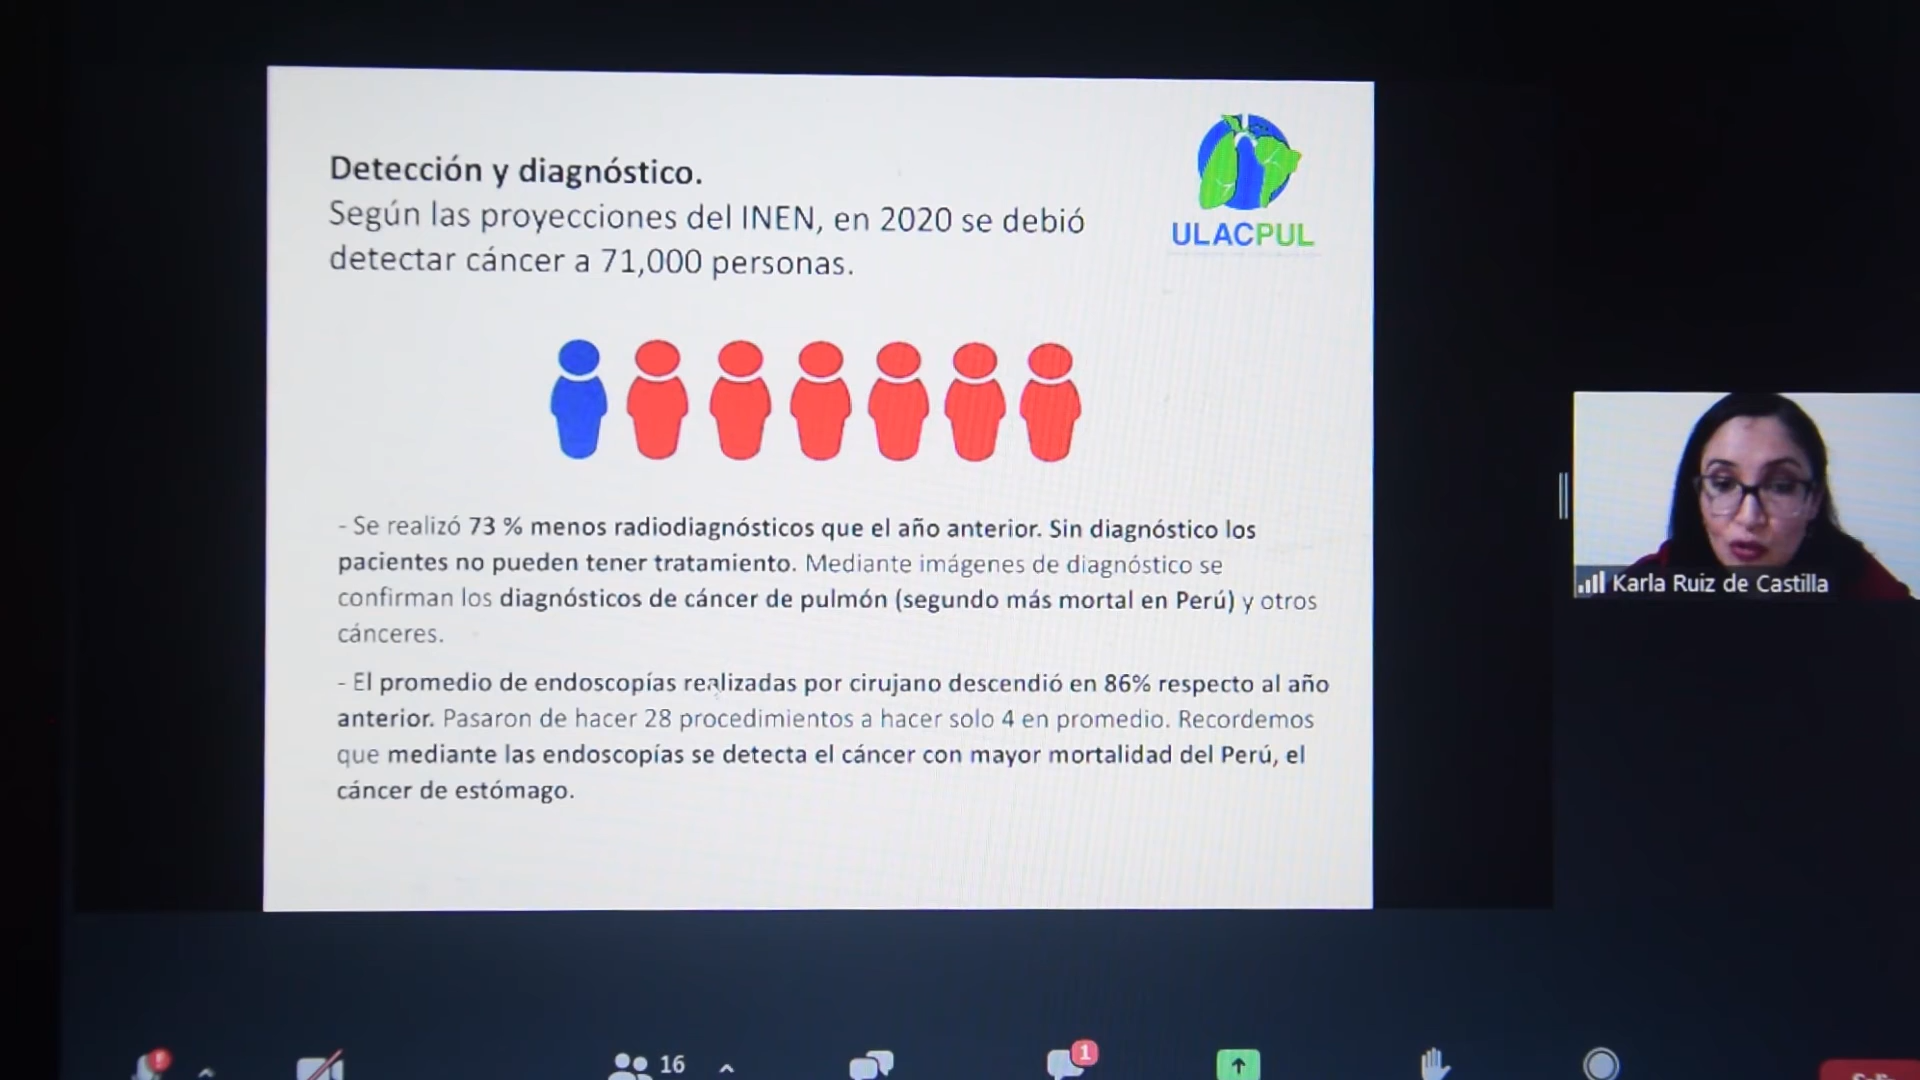 Detección y diagnóstico.
Según las proyecciones del INEN, en 2020 se debió
detectar cáncer a 71,000 personas.
ULACPUL
- Se realizó 73 % menos radiodiagnósticos que el año anterior. Sin diagnóstico los
pacientes no pueden tener tratamiento. Mediante imágenes de diagnóstico se
confirman los diagnósticos de cáncer de pulmón (segundo más mortal en Perú) y otros
cánceres.
- El promedio de endoscopías realizadas por cirujano descendió en 86% respecto al año
anterior. Pasaron de hacer 28 procedimientos a hacer solo 4 en promedio. Recordemos
que mediante las endoscopías se detecta el cáncer con mayor mortalidad del Perú, el
cáncer de estómago.
Karla Ruiz de Castilla
16
1